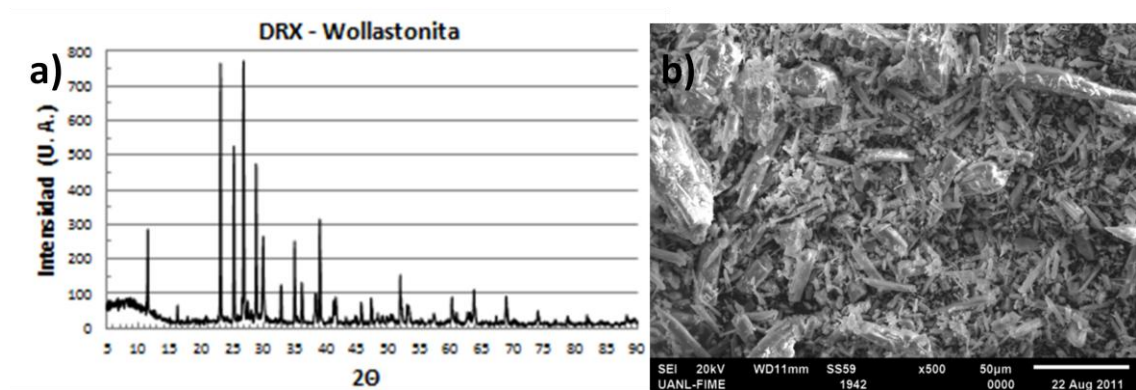 DRX - Wollastonita
a)
Intensidad (U. A.)
800
700
600
500
400
300
200
100
0
5 10 15 20 25 30 35 40 45 50 55 60 65 70 75 80 85 90
2Θ
b)
SEI 20kV WD11mm SS59 x500 50µm
UANL-FIME 1942 0000 22 Aug 2011